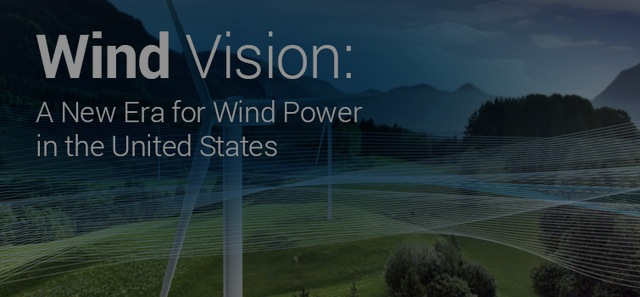 Wind Vision:
A New Era for Wind Power
in the United States